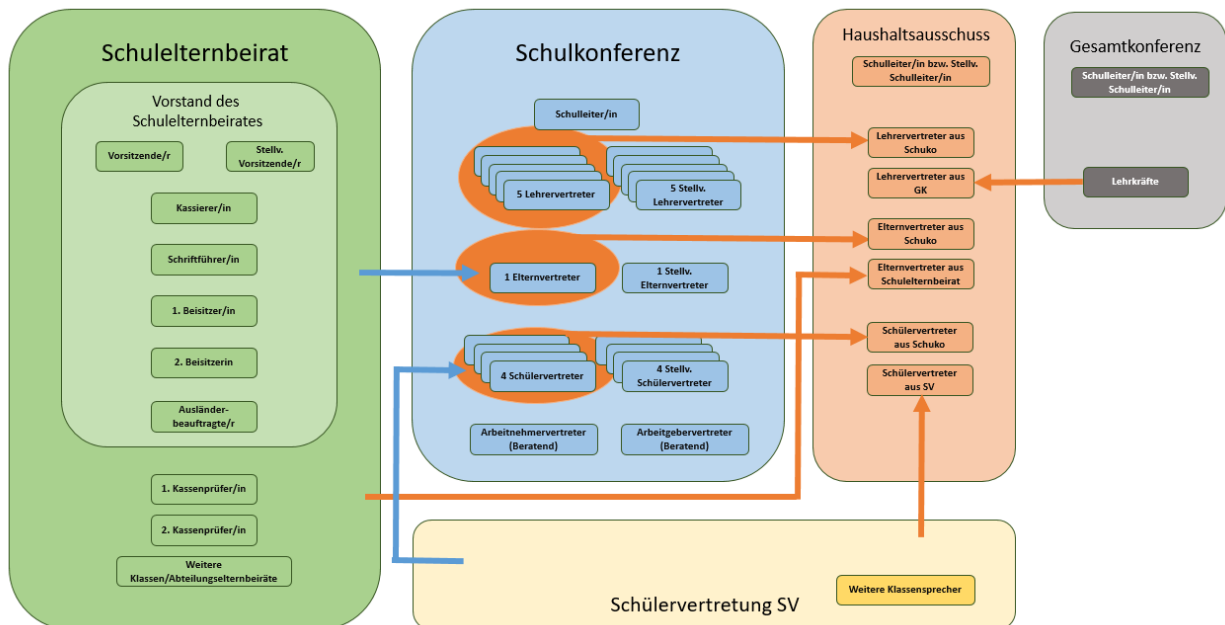 Schulelternbeirat
Vorstand des
Schulelternbeirates
Vorsitzende/r
Stellv.
Vorsitzende/r
Kassierer/in
Schriftführer/in
1. Beisitzer/in
2. Beisitzerin
Ausländer-
beauftragte/r
1. Kassenprüfer/in
2. Kassenprüfer/in
Weitere
Klassen/Abteilungselternbeiräte
Schulkonferenz
Schulleiter/in
5 Lehrervertreter
5 Stellv.
Lehrervertreter
1 Elternvertreter
1 Stellv.
Elternvertreter
4 Schülervertreter
4 Stellv.
Schülervertreter
Arbeitnehmervertreter
(Beratend)
Arbeitgebervertreter
(Beratend)
Haushaltsausschuss
Schulleiter/in bzw. Stellv.
Schulleiter/in
Lehrervertreter aus
Schuko
Lehrervertreter aus
GK
Elternvertreter aus
Schuko
Elternvertreter aus
Schulelternbeirat
Schülervertreter
aus Schuko
Schülervertreter
aus SV
Gesamtkonferenz
Schulleiter/in bzw. Stellv.
Schulleiter/in
Lehrkräfte
Weitere Klassensprecher
Schülervertretung SV